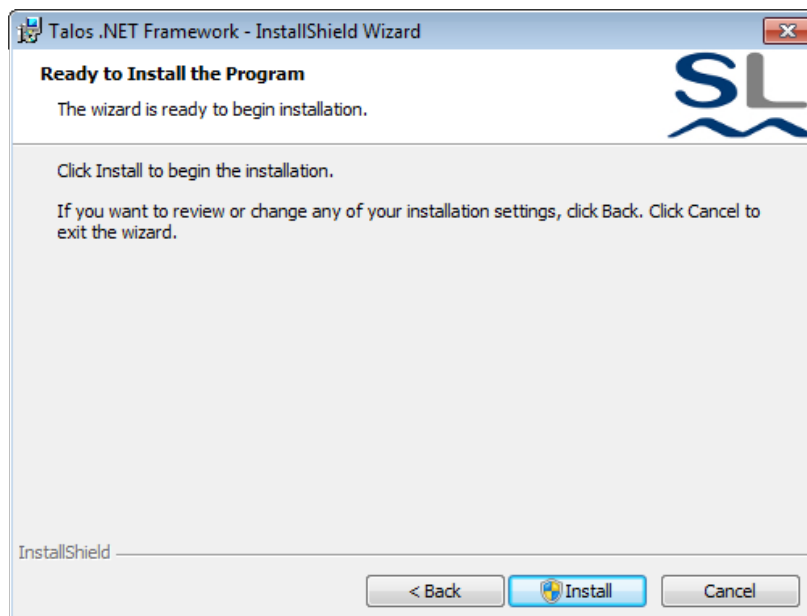 Talos .NET Framework - InstallShield Wizard
Ready to Install the Program
The wizard is ready to begin installation.
SL
Click Install to begin the installation.
If you want to review or change any of your installation settings, click Back. Click Cancel to
exit the wizard.
InstallShield
< Back
Install
Cancel